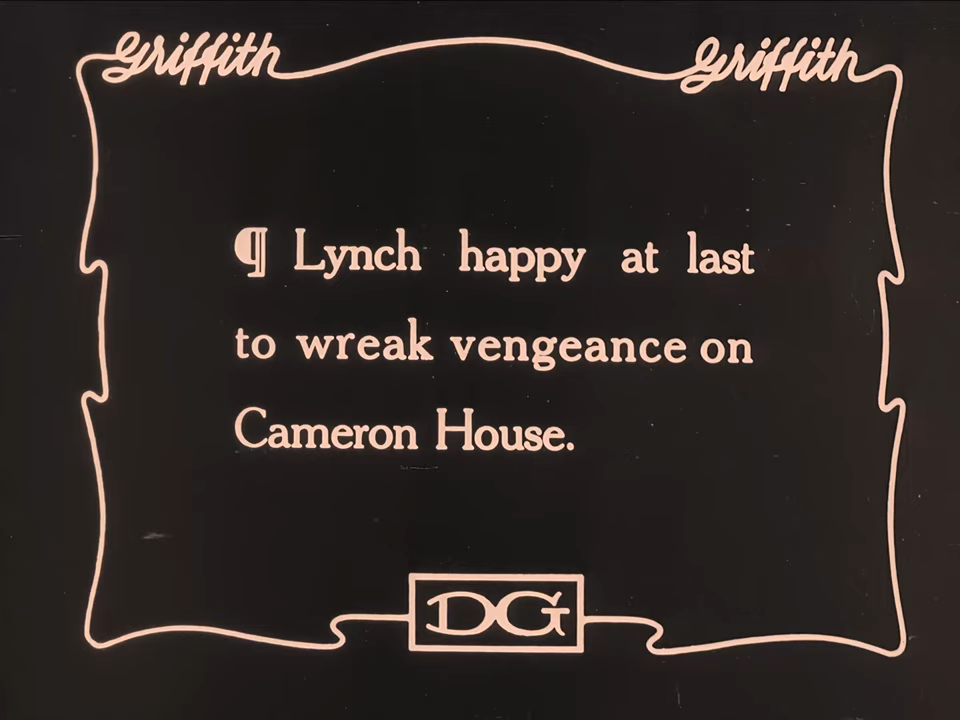 Griffith Griffith
¶ Lynch happy at last
to wreak vengeance on
Cameron House.
DG